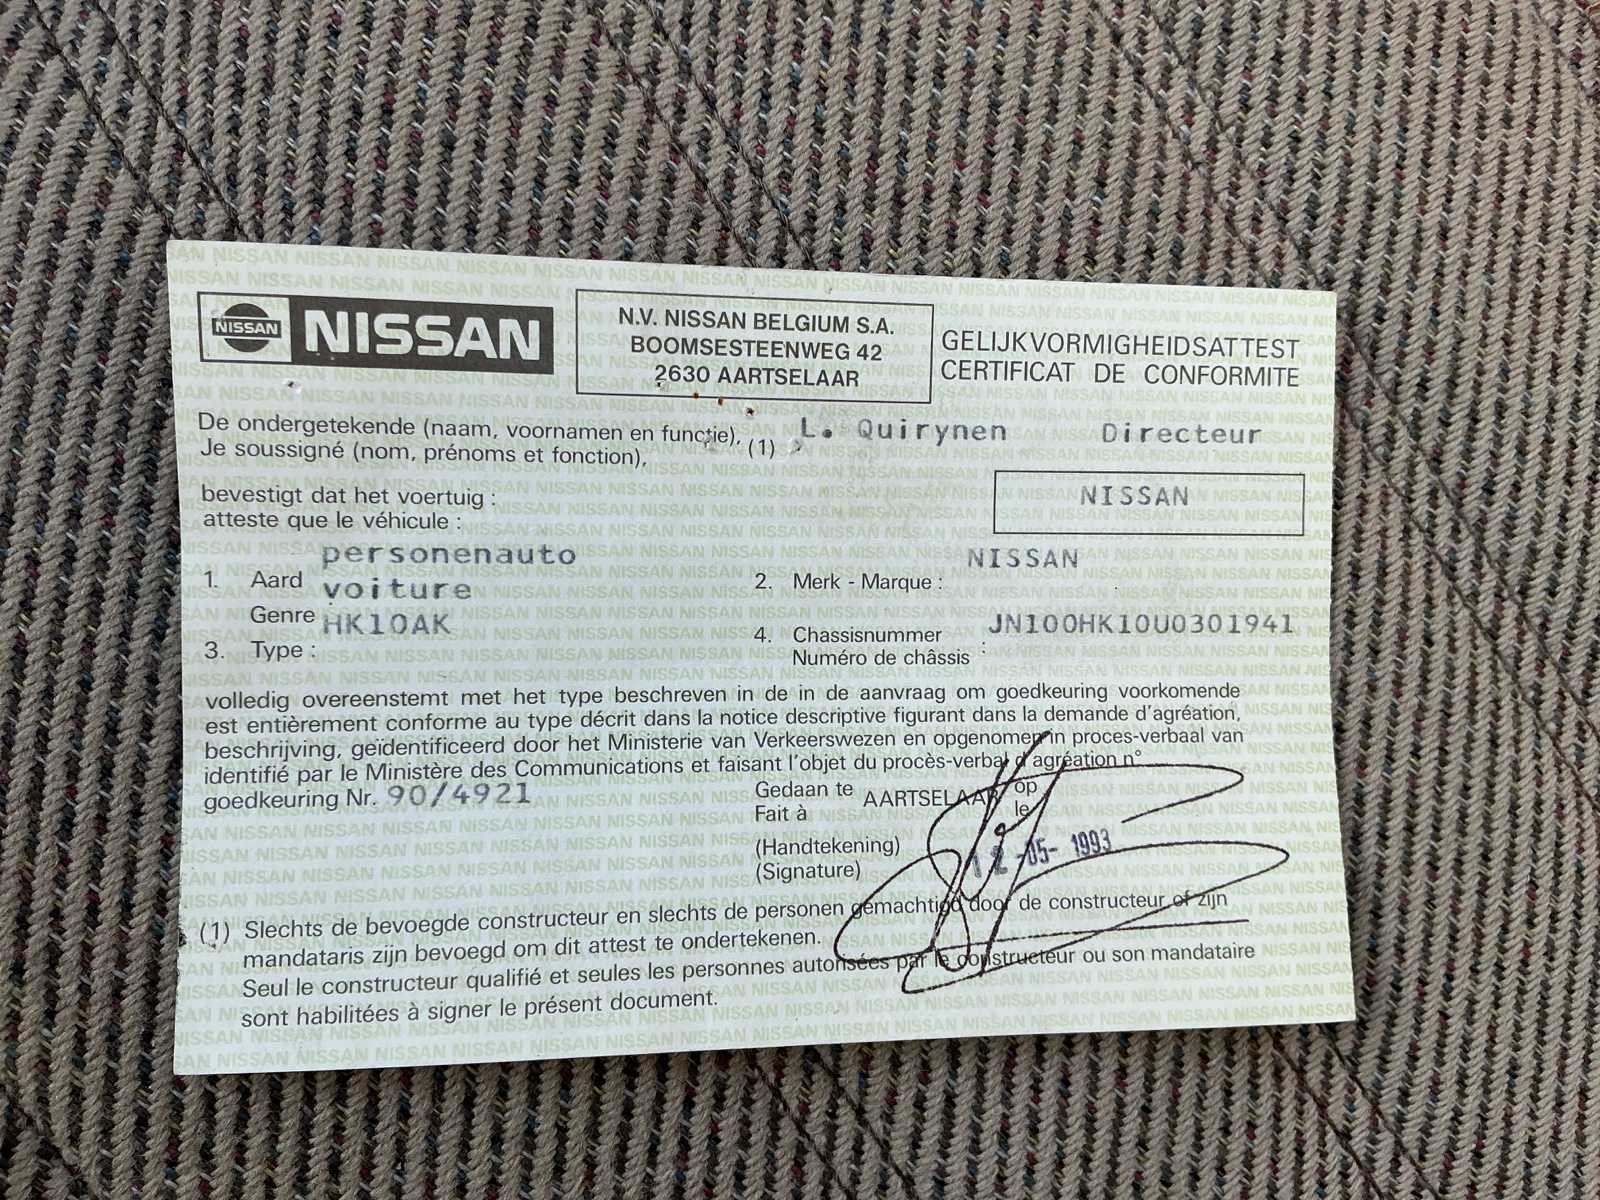 NISSAN NISSAN
N.V. NISSAN BELGIUM S.A.
BOOMSESTEENWEG 42
2630 AARTSELAAR
GELIJKVORMIGHEIDSATTEST
CERTIFICAT DE CONFORMITE
De ondergetekende (naam, voornamen en functie), (1) L. Quirynen Directeur
Je soussigné (nom, prénoms et fonction),
NISSAN
bevestigt dat het voertuig :
atteste que le véhicule :
personenauto
1. Aard voiture
Genre
2. Merk - Marque : NISSAN
3. Type : HK10AK
4. Chassisnummer : JN100HK10U0301941
Numéro de châssis
volledig overeenstemt met het type beschreven in de in de aanvraag om goedkeuring voorkomende
est entièrement conforme au type décrit dans la notice descriptive figurant dans la demande d'agréation,
beschrijving, geïdentificeerd door het Ministerie van Verkeerswezen en opgenomen in proces-verbaal van
identifié par le Ministère des Communications et faisant l'objet du procès-verbal d'agréation n°
goedkeuring Nr. 90/4921
Gedaan te AARTSELAAR op
Fait à le
12-05-1993
(Handtekening)
(Signature)
(1) Slechts de bevoegde constructeur en slechts de personen gemachtigd door de constructeur of zijn
mandataris zijn bevoegd om dit attest te ondertekenen.
Seul le constructeur qualifié et seules les personnes autorisées par le constructeur ou son mandataire
sont habilitées à signer le présent document.